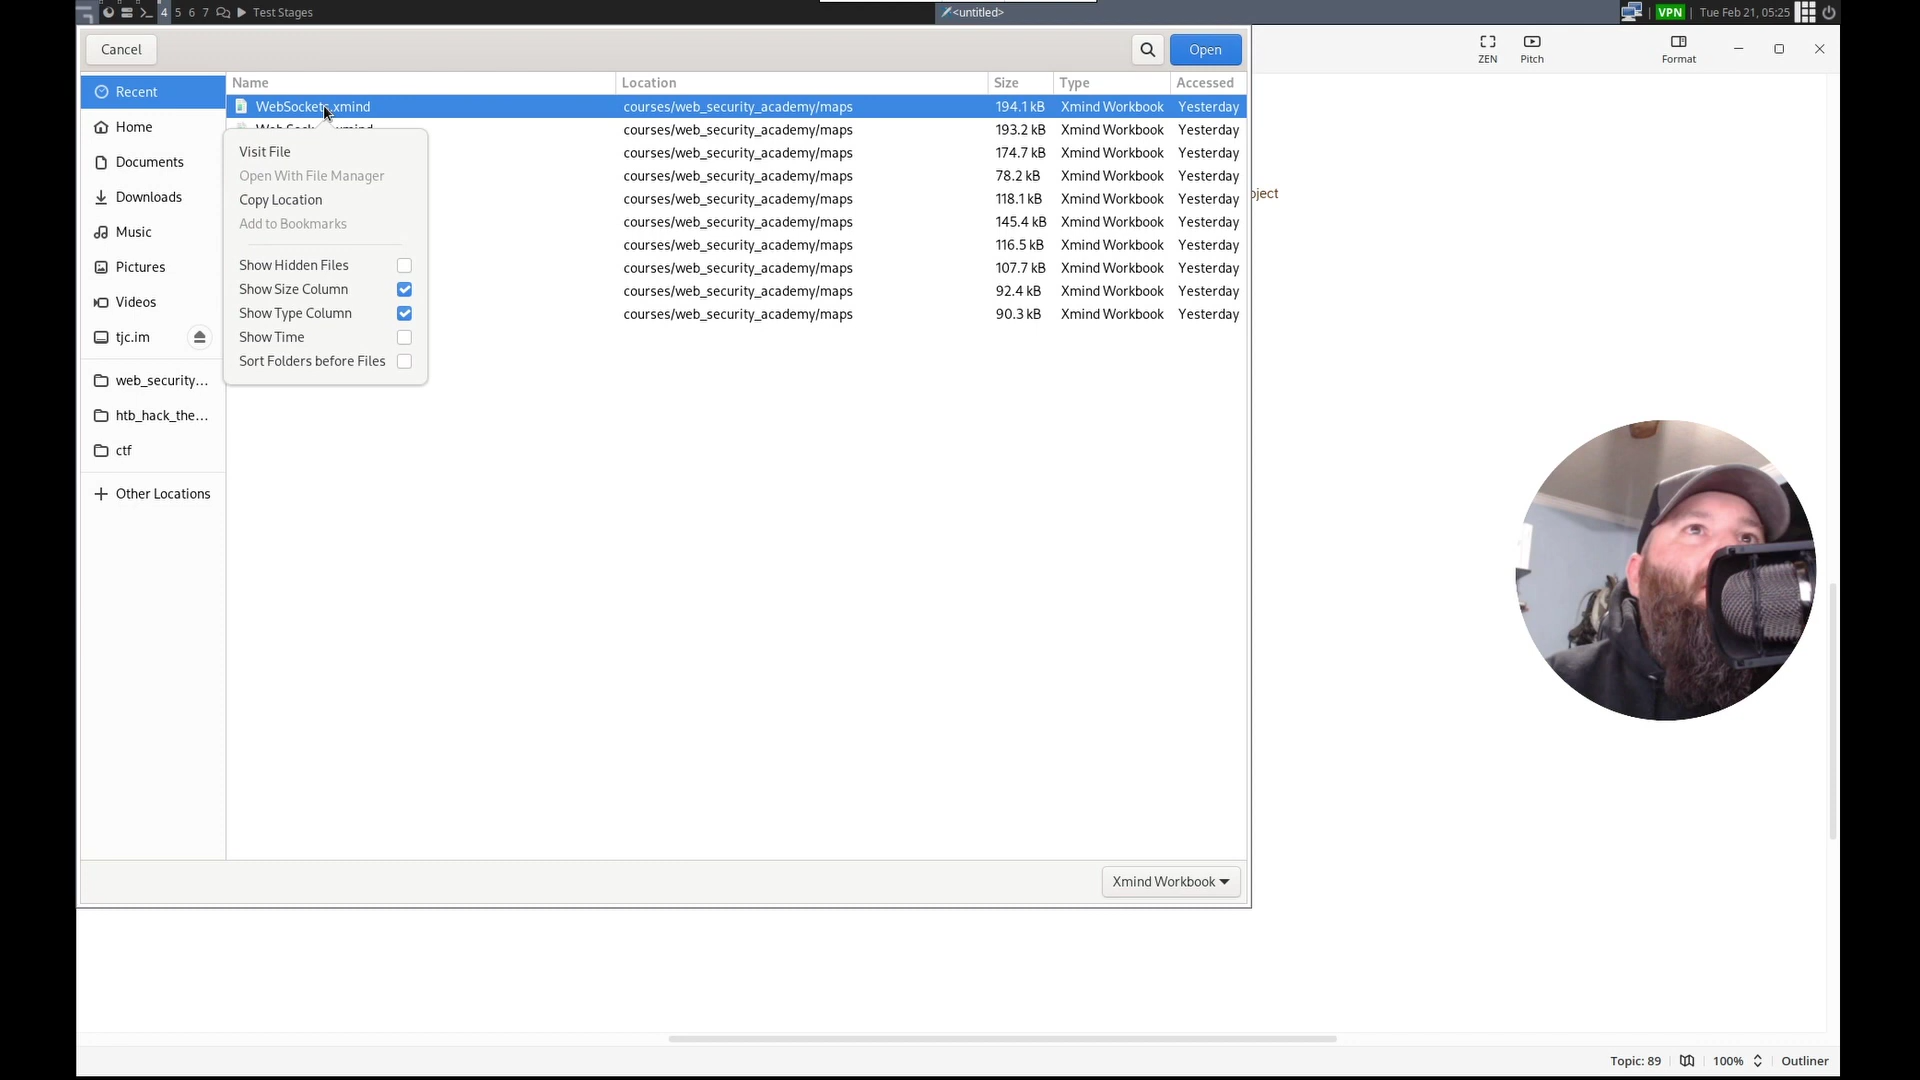 4 5 6 7 Test Stages
<untitled>
VPN Tue Feb 21, 05:25
Cancel
Open
ZEN
Pitch
Format
Recent
Home
Documents
Downloads
Music
Pictures
Videos
tjc.im
web_security...
htb_hack_the...
ctf
Other Locations
Name Location Size Type Accessed
WebSockets.xmind courses/web_security_academy/maps 194.1 kB Xmind Workbook Yesterday
courses/web_security_academy/maps 193.2 kB Xmind Workbook Yesterday
courses/web_security_academy/maps 174.7 kB Xmind Workbook Yesterday
courses/web_security_academy/maps 78.2 kB Xmind Workbook Yesterday
courses/web_security_academy/maps 118.1 kB Xmind Workbook Yesterday
courses/web_security_academy/maps 145.4 kB Xmind Workbook Yesterday
courses/web_security_academy/maps 116.5 kB Xmind Workbook Yesterday
courses/web_security_academy/maps 107.7 kB Xmind Workbook Yesterday
courses/web_security_academy/maps 92.4 kB Xmind Workbook Yesterday
courses/web_security_academy/maps 90.3 kB Xmind Workbook Yesterday
Visit File
Open With File Manager
Copy Location
Add to Bookmarks
Show Hidden Files
Show Size Column
Show Type Column
Show Time
Sort Folders before Files
Xmind Workbook
Topic: 89 100% Outliner